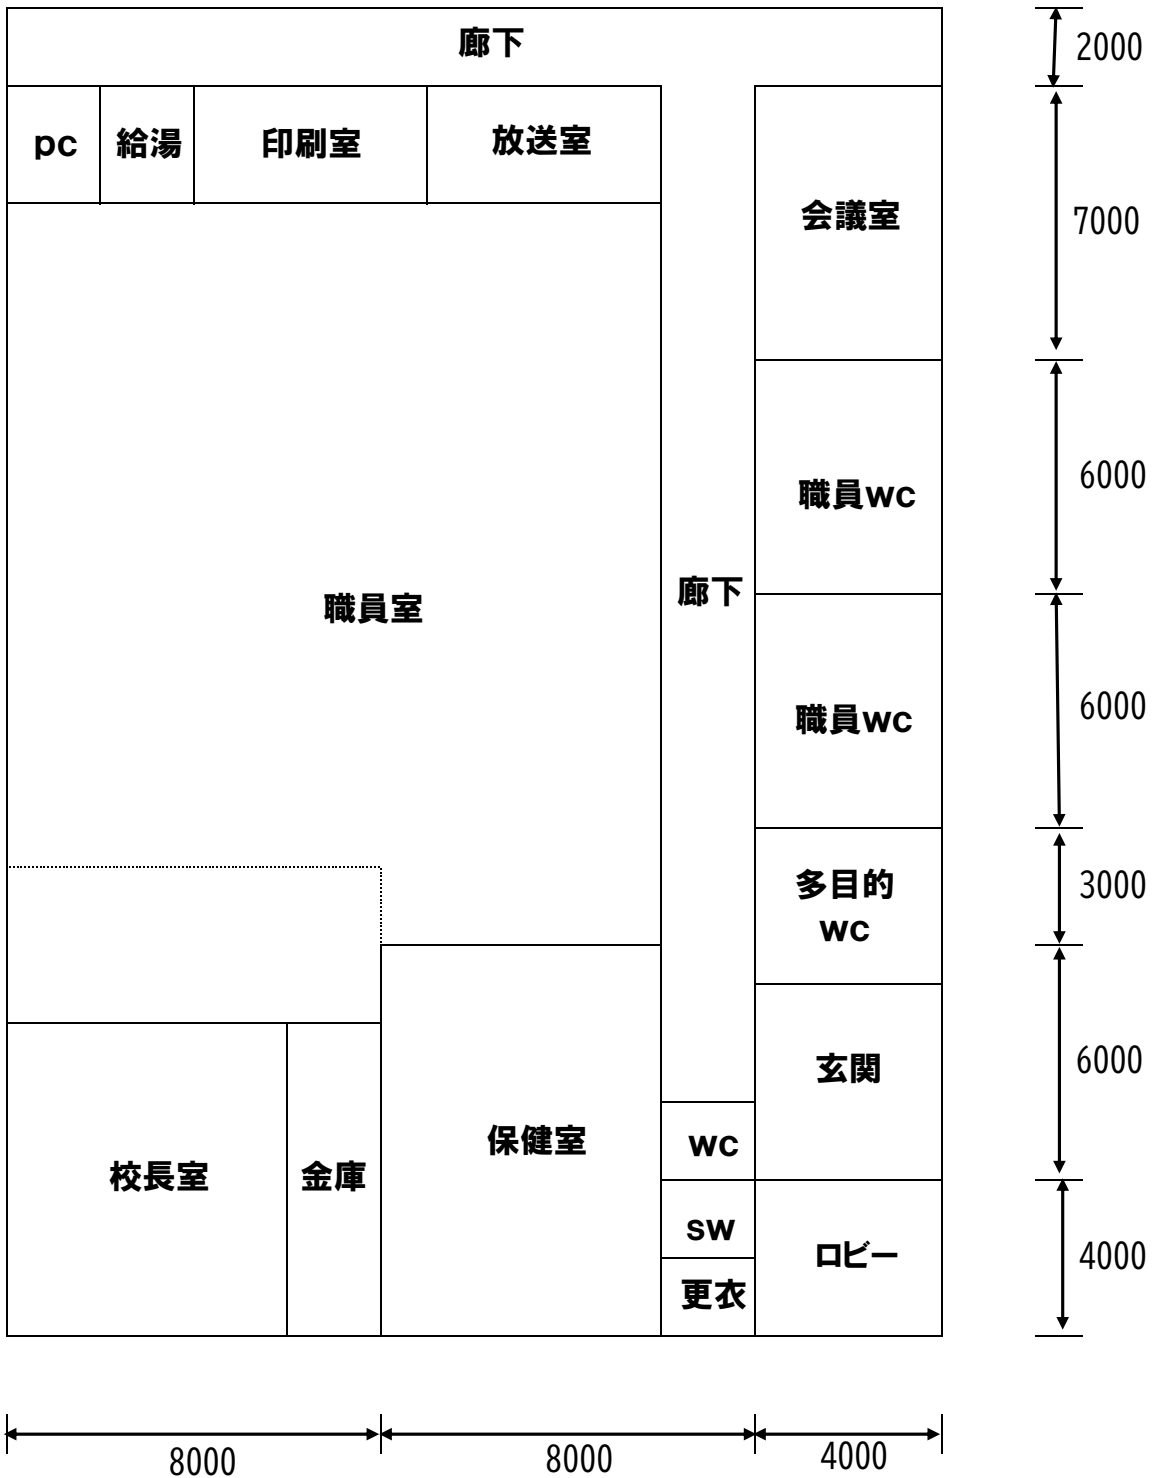 廊下
2000
pc
給湯
印刷室
放送室
会議室
7000
職員WC
6000
職員室
廊下
職員WC
6000
多目的
WC
3000
玄関
6000
校長室
金庫
保健室
WC
SW
更衣
ロビー
4000
8000
8000
4000